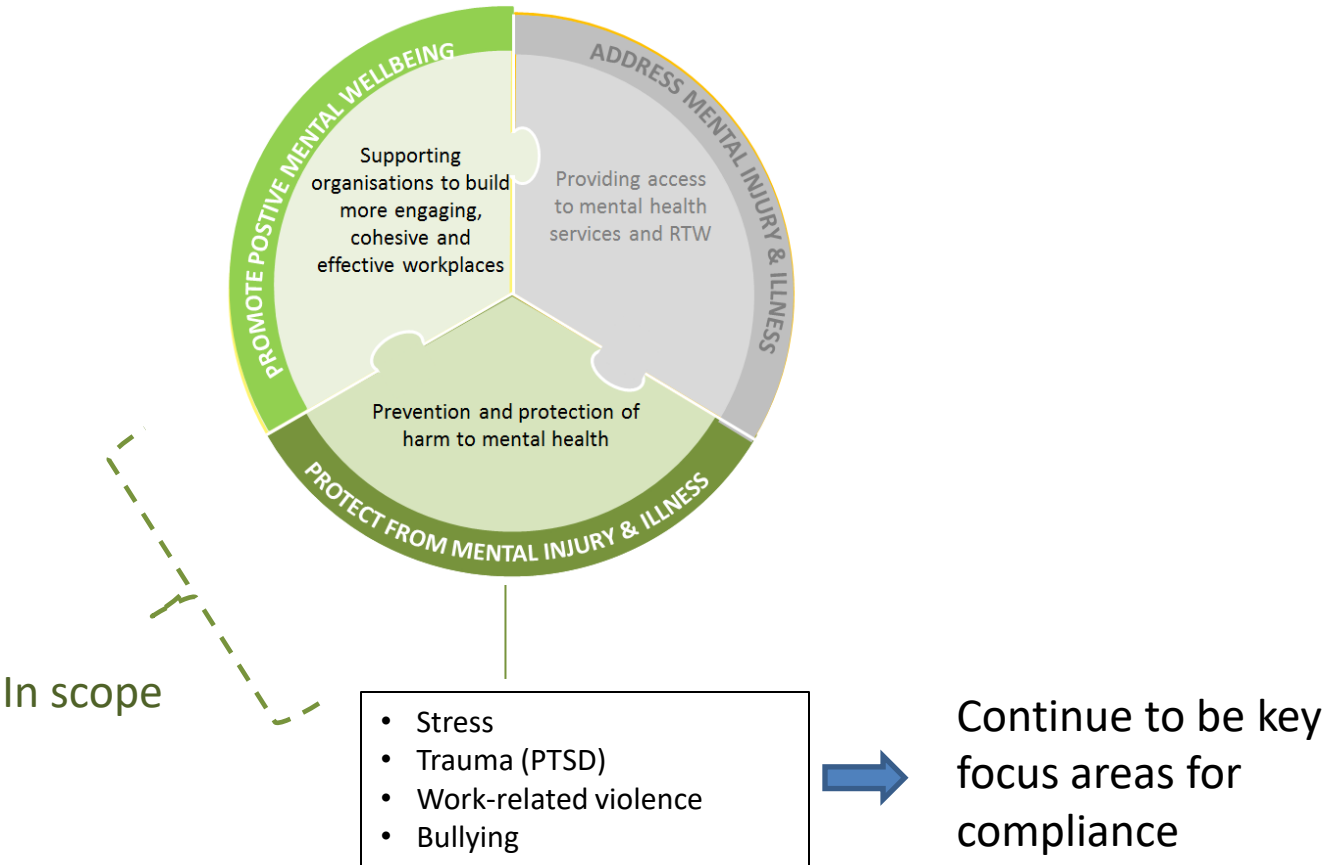 PROMOTE POSTIVE MENTAL WELLBEING
ADDRESS MENTAL INJURY & ILLNESS
Supporting
organisations to build
more engaging,
cohesive and
effective workplaces
Providing access
to mental health
services and RTW
Prevention and protection of
harm to mental health
PROTECT FROM MENTAL INJURY & ILLNESS
In scope
• Stress
• Trauma (PTSD)
• Work-related violence
• Bullying
Continue to be key
focus areas for
compliance